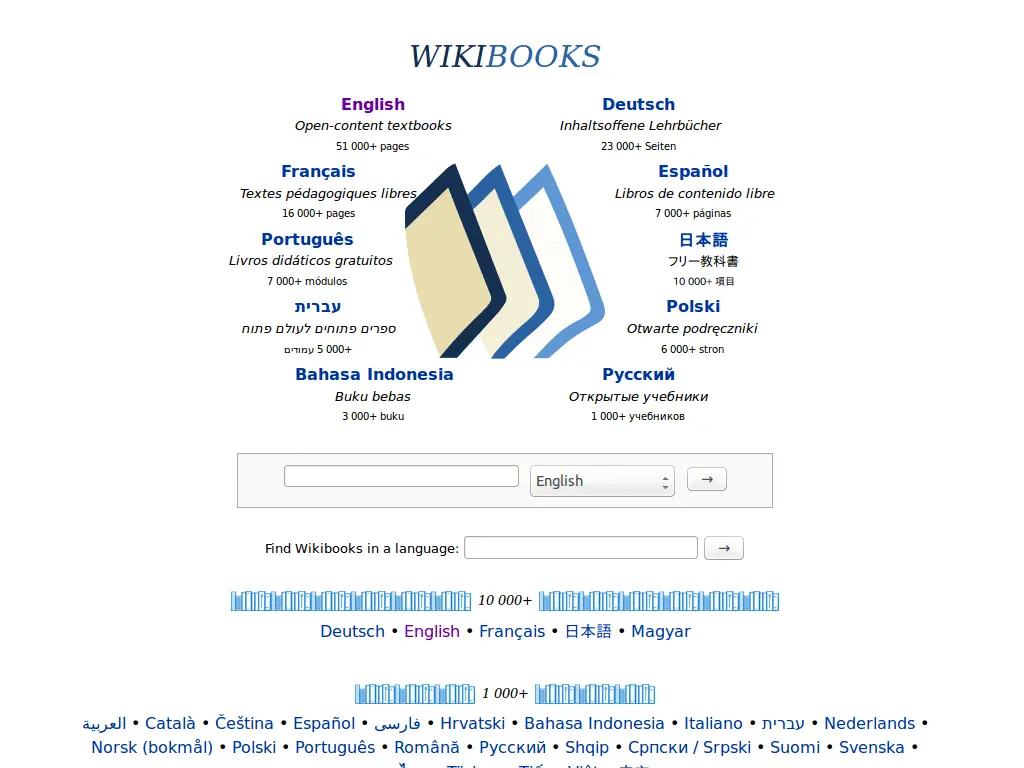 WIKIBOOKS
English
Open-content textbooks
51 000+ pages
Deutsch
Inhaltsoffene Lehrbücher
23 000+ Seiten
Français
Textes pédagogiques libres
16 000+ pages
Español
Libros de contenido libre
7 000+ páginas
Português
Livros didáticos gratuitos
7 000+ módulos
日本語
フリー教科書
10 000+ 項目
עברית
ספרים פתוחים לעולם פתוח
5 000+ עמודים
Polski
Otwarte podręczniki
6 000+ stron
Bahasa Indonesia
Buku bebas
3 000+ buku
Русский
Открытые учебники
1 000+ учебников
English →
Find Wikibooks in a language: →
10 000+
Deutsch • English • Français • 日本語 • Magyar
1 000+
العربية • Català • Čeština • Español • فارسی • Hrvatski • Bahasa Indonesia • Italiano • עברית • Nederlands •
Norsk (bokmål) • Polski • Português • Română • Русский • Shqip • Српски / Srpski • Suomi • Svenska •